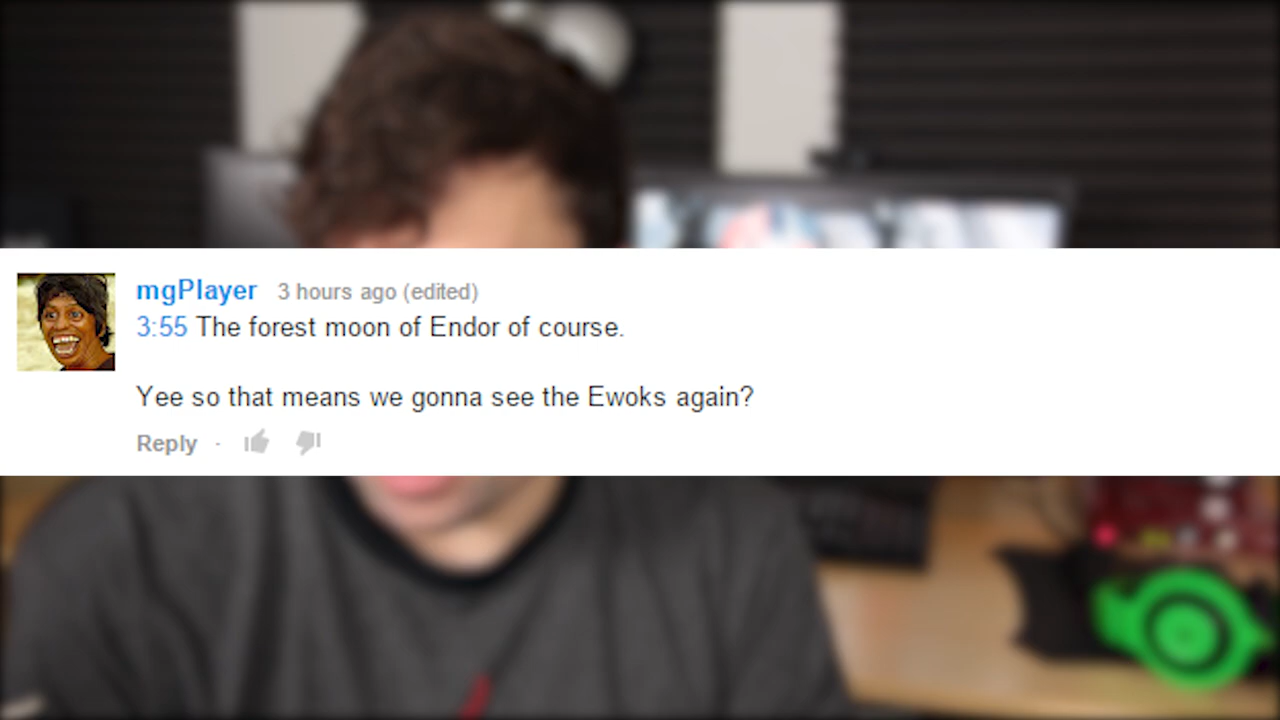 mgPlayer 3 hours ago (edited)
3:55 The forest moon of Endor of course.
Yee so that means we gonna see the Ewoks again?
Reply ·